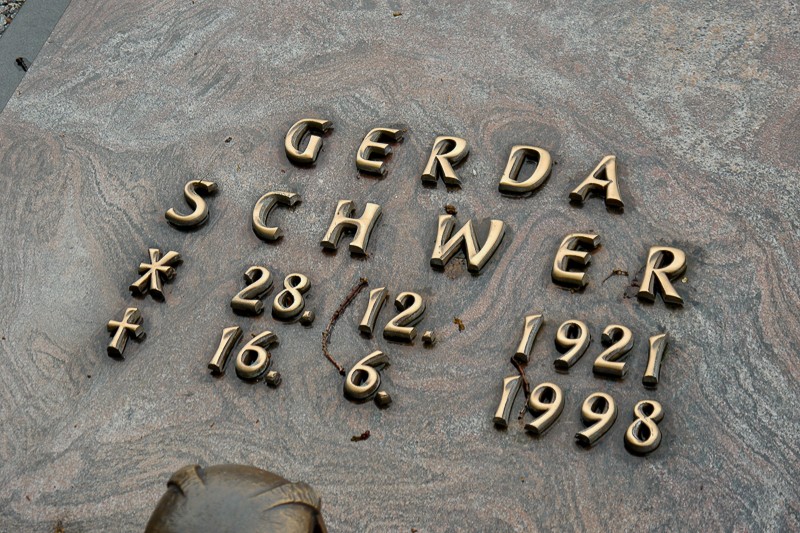 GERDA
SCHWER
* 28. 12. 1921
† 16. 6. 1998